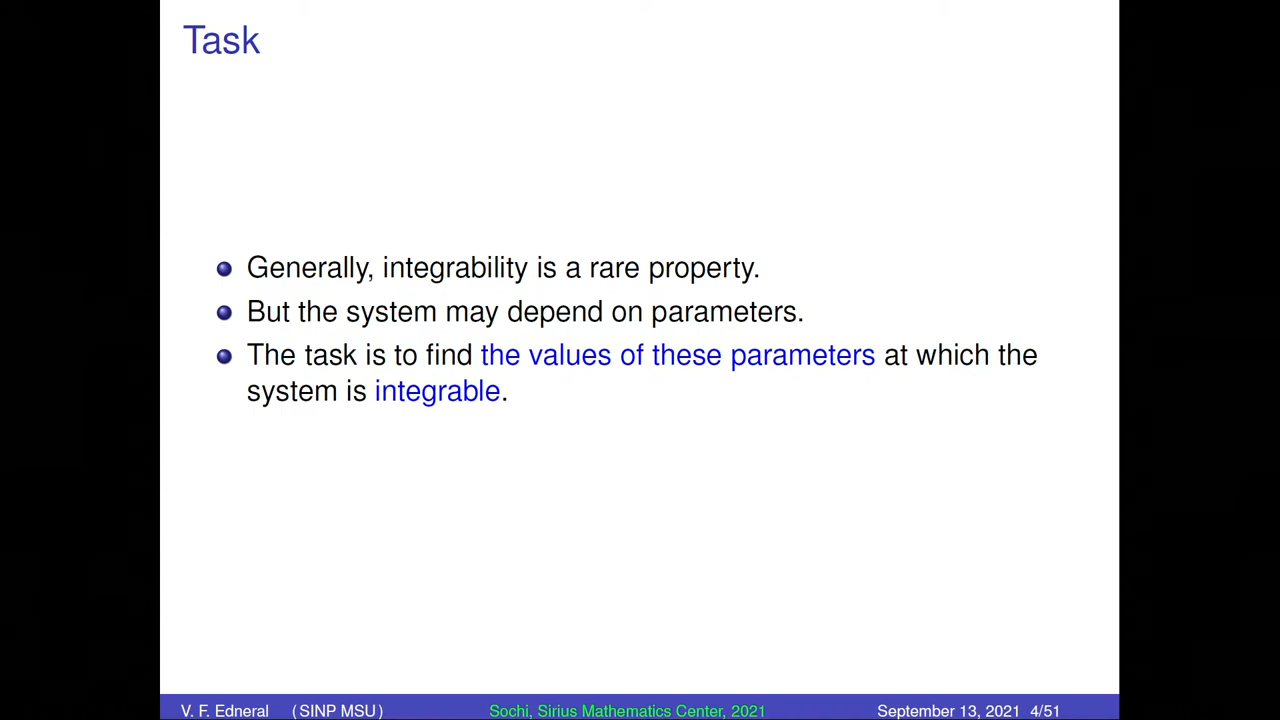 Task
Generally, integrability is a rare property.
But the system may depend on parameters.
The task is to find the values of these parameters at which the
system is integrable.
V. F. Edneral (SINP MSU) Sochi, Sirius Mathematics Center, 2021 September 13, 2021 4/51